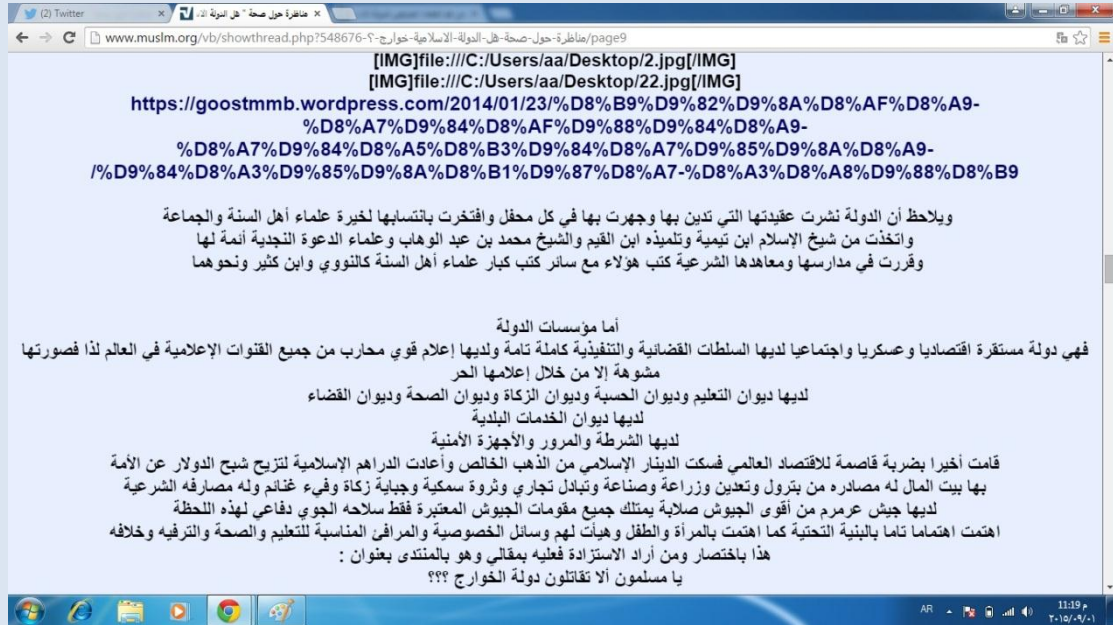 (2) Twitter
مناظرة حول صحة " هل الدولة الا
www.muslm.org/vb/showthread.php?548676-مناظرة-حول-صحة-هل-الدولة-الاسلامية-خوارج-؟/page9
[IMG]file:///C:/Users/aa/Desktop/2.jpg[/IMG]
[IMG]file:///C:/Users/aa/Desktop/22.jpg[/IMG]
https://goostmmb.wordpress.com/2014/01/23/%D8%B9%D9%82%D9%8A%D8%AF%D8%A9-
%D8%A7%D9%84%D8%AF%D9%88%D9%84%D8%A9-
%D8%A7%D9%84%D8%A5%D8%B3%D9%84%D8%A7%D9%85%D9%8A%D8%A9-
/%D9%84%D8%A3%D9%85%D9%8A%D8%B1%D9%87%D8%A7-%D8%A3%D8%A8%D9%88%D8%B9
ويلاحظ أن الدولة نشرت عقيدتها التي تدين بها وجهرت بها في كل محفل وافتخرت بانتسابها لخيرة علماء أهل السنة والجماعة
واتخذت من شيخ الإسلام ابن تيمية وتلميذه ابن القيم والشيخ محمد بن عبد الوهاب وعلماء الدعوة النجدية أئمة لها
وقررت في مدارسها ومعاهدها الشرعية كتب هؤلاء مع سائر كتب كبار علماء أهل السنة كالنووي وابن كثير ونحوهما
أما مؤسسات الدولة
فهي دولة مستقرة اقتصاديا وعسكريا واجتماعيا لديها السلطات القضائية والتنفيذية كاملة تامة ولديها إعلام قوي محارب من جميع القنوات الإعلامية في العالم لذا فصورتها
مشوهة إلا من خلال إعلامها الحر
لديها ديوان التعليم وديوان الحسبة وديوان الزكاة وديوان الصحة وديوان القضاء
لديها ديوان الخدمات البلدية
لديها الشرطة والمرور والأجهزة الأمنية
قامت أخيرا بضربة قاصمة للاقتصاد العالمي فسكت الدينار الإسلامي من الذهب الخالص وأعادت الدراهم الإسلامية لتزيح شبح الدولار عن الأمة
بها بيت المال له مصادره من بترول وتعدين وزراعة وصناعة وتبادل تجاري وثروة سمكية وجباية زكاة وفيء غنائم وله مصارفه الشرعية
لديها جيش عرمرم من أقوى الجيوش صلابة يمتلك جميع مقومات الجيوش المعتبرة فقط سلاحه الجوي دفاعي لهذه اللحظة
اهتمت اهتماما تاما بالبنية التحتية كما اهتمت بالمرأة والطفل وهيأت لهم وسائل الخصوصية والمرافئ المناسبة للتعليم والصحة والترفيه وخلافه
هذا باختصار ومن أراد الاستزادة فعليه بمقالي وهو بالمنتدى بعنوان :
يا مسلمون ألا تقاتلون دولة الخوارج ؟؟؟
AR
11:19 م
٢٠١٥/٠٩/٠١